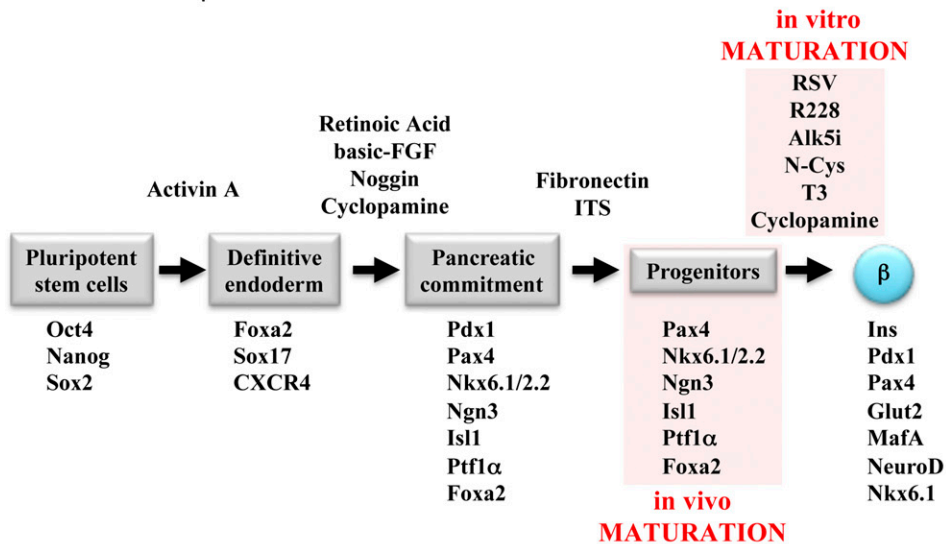 in vitro
MATURATION
RSV
R228
Alk5i
N-Cys
T3
Cyclopamine
Retinoic Acid
basic-FGF
Noggin
Cyclopamine
Activin A
Fibronectin
ITS
Pluripotent
stem cells
Definitive
endoderm
Pancreatic
commitment
Progenitors
β
Oct4
Nanog
Sox2
Foxa2
Sox17
CXCR4
Pdx1
Pax4
Nkx6.1/2.2
Ngn3
Isl1
Ptf1α
Foxa2
Pax4
Nkx6.1/2.2
Ngn3
Isl1
Ptf1α
Foxa2
Ins
Pdx1
Pax4
Glut2
MafA
NeuroD
Nkx6.1
in vivo
MATURATION